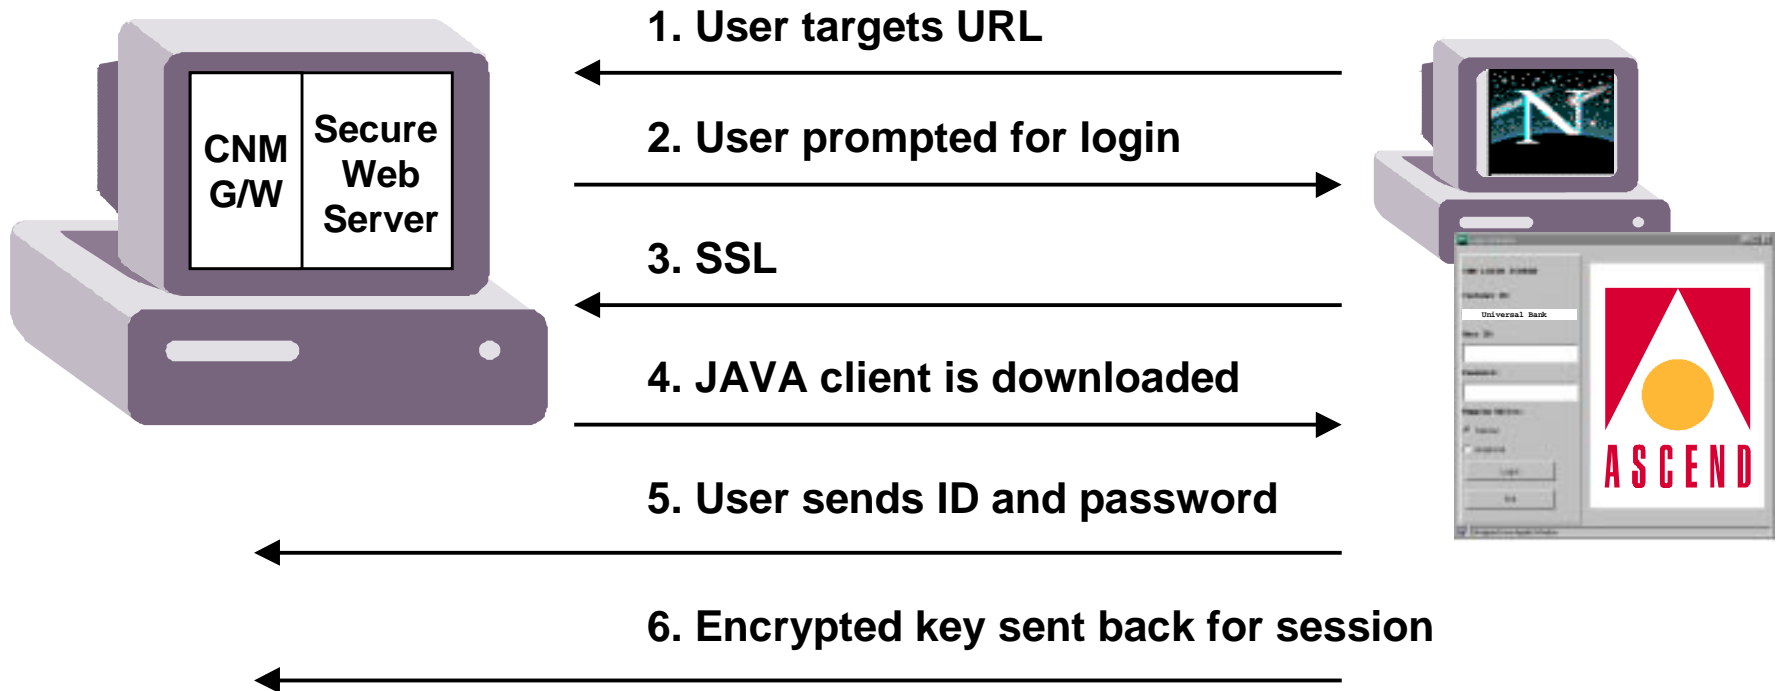 1. User targets URL
CNM
G/W
Secure
Web
Server
N
2. User prompted for login
3. SSL
Universal Bank
4. JAVA client is downloaded
ASCEND
5. User sends ID and password
6. Encrypted key sent back for session